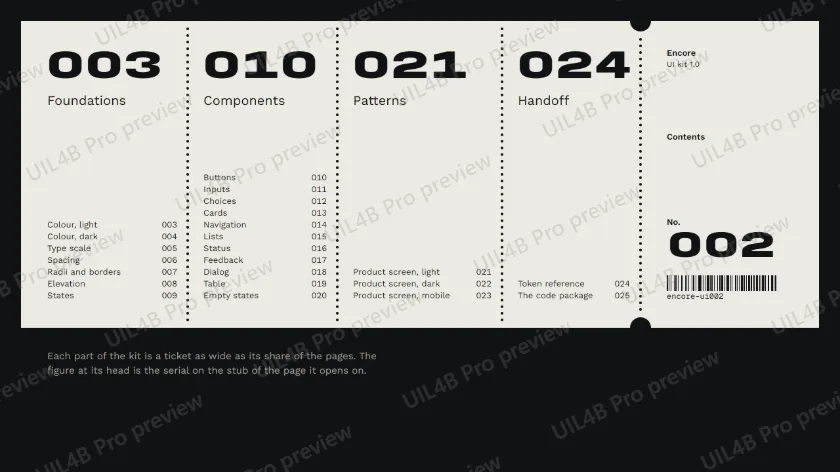 003
Foundations
Colour, light 003
Colour, dark 004
Type scale 005
Spacing 006
Radii and borders 007
Elevation 008
States 009
010
Components
Buttons 010
Inputs 011
Choices 012
Cards 013
Navigation 014
Lists 015
Status 016
Feedback 017
Dialog 018
Table 019
Empty states 020
021
Patterns
Product screen, light 021
Product screen, dark 022
Product screen, mobile 023
024
Handoff
Token reference 024
The code package 025
Encore
UI kit 1.0
Contents
No.
002
encore-ui002
Each part of the kit is a ticket as wide as its share of the pages. The
figure at its head is the serial on the stub of the page it opens on.
UIL4B Pro preview